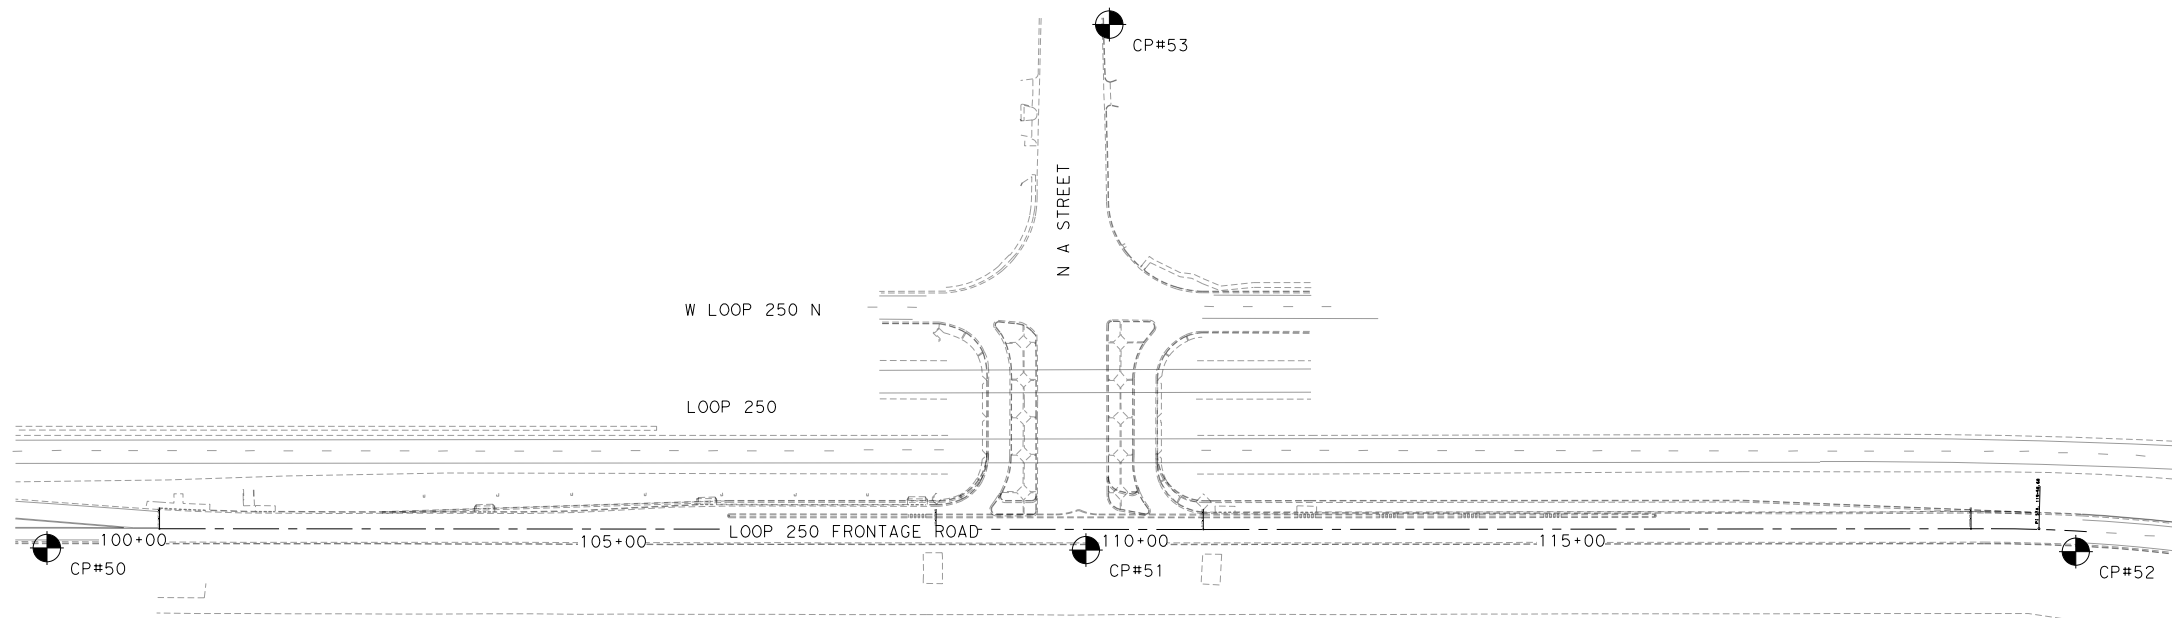 CP#53
N A STREET
W LOOP 250 N
LOOP 250
LOOP 250 FRONTAGE ROAD
100+00
105+00
110+00
115+00
CP#50
CP#51
CP#52